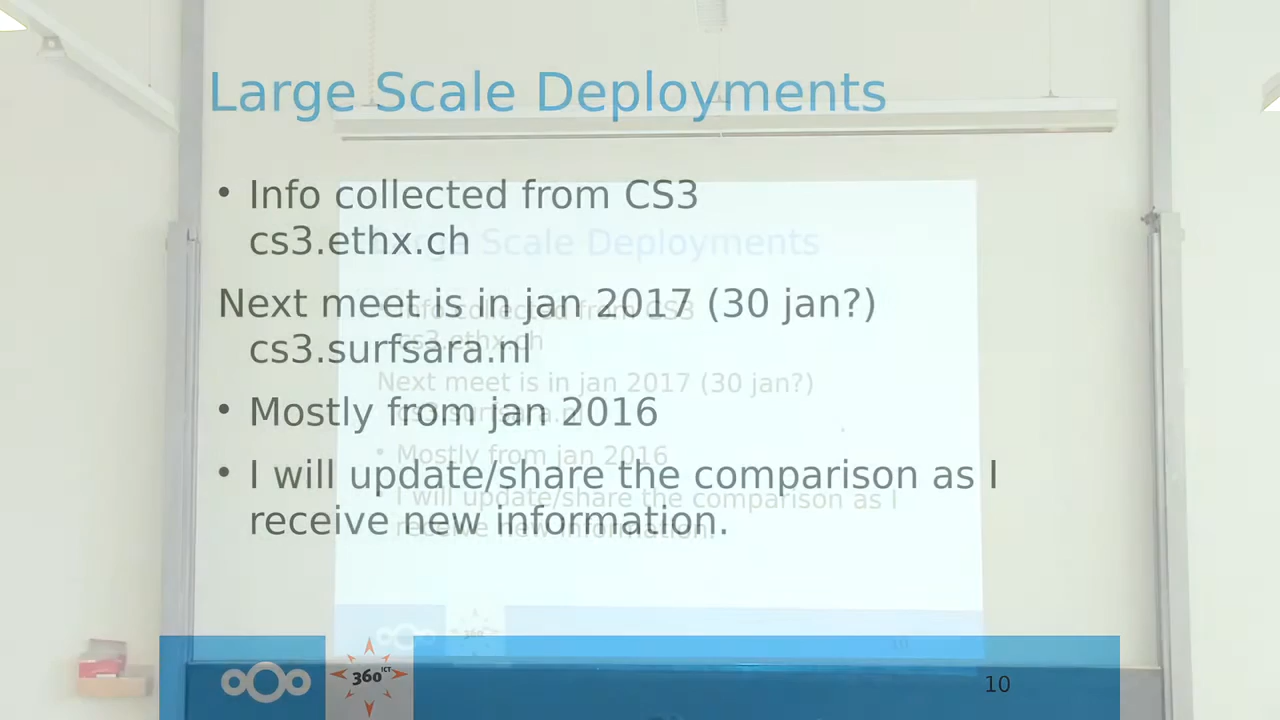 Large Scale Deployments
• Info collected from CS3
cs3.ethx.ch
Next meet is in jan 2017 (30 jan?)
cs3.surfsara.nl
• Mostly from jan 2016
• I will update/share the comparison as I
receive new information.
360 ICT
10